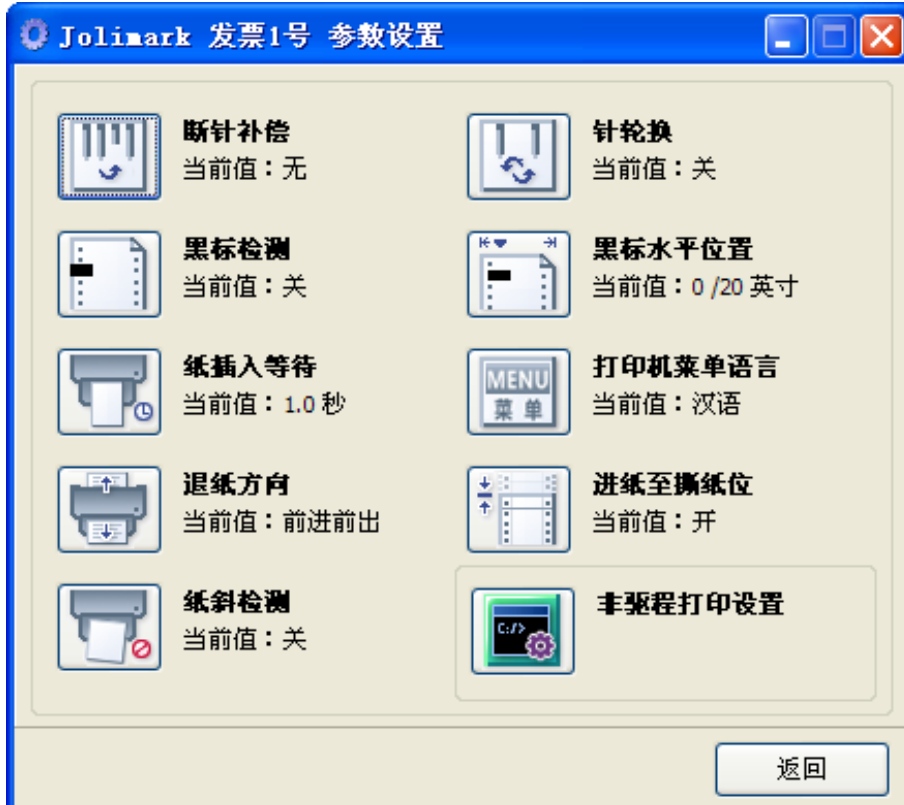 Jolimark 发票1号 参数设置
断针补偿
当前值：无
针轮换
当前值：关
黑标检测
当前值：关
黑标水平位置
当前值：0 /20 英寸
纸插入等待
当前值：1.0 秒
MENU
菜单
打印机菜单语言
当前值：汉语
退纸方向
当前值：前进前出
进纸至撕纸位
当前值：开
纸斜检测
当前值：关
C:/>
非驱程打印设置
返回